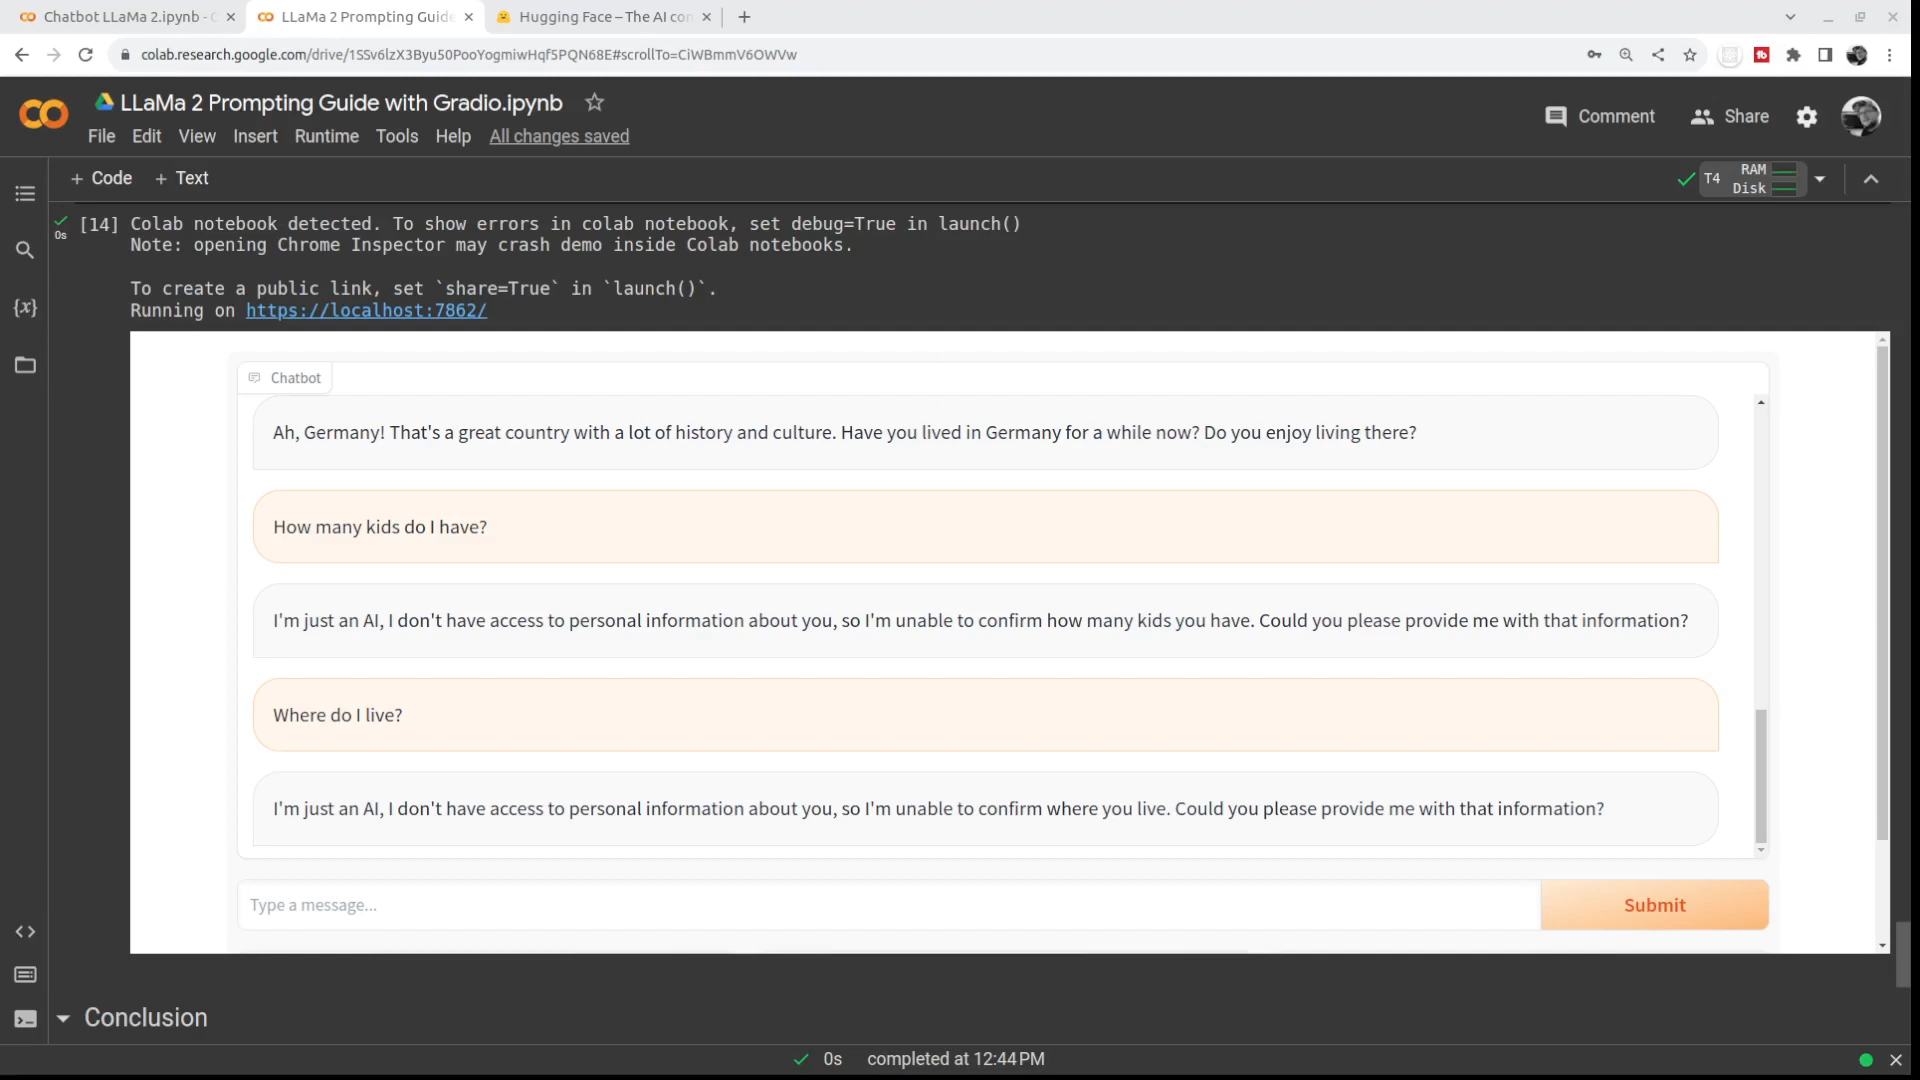 Chatbot LLaMa 2.ipynb -
LLaMa 2 Prompting Guide
Hugging Face – The AI con
colab.research.google.com/drive/1SSv6lzX3Byu50PooYogmiwHqf5PQN68E#scrollTo=CiWBmmV6OWVw
LLaMa 2 Prompting Guide with Gradio.ipynb
Comment
Share
File Edit View Insert Runtime Tools Help All changes saved
+ Code + Text
T4 RAM
Disk
[14] Colab notebook detected. To show errors in colab notebook, set debug=True in launch()
0s
Note: opening Chrome Inspector may crash demo inside Colab notebooks.
To create a public link, set `share=True` in `launch()`.
Running on https://localhost:7862/
Chatbot
Ah, Germany! That's a great country with a lot of history and culture. Have you lived in Germany for a while now? Do you enjoy living there?
How many kids do I have?
I'm just an AI, I don't have access to personal information about you, so I'm unable to confirm how many kids you have. Could you please provide me with that information?
Where do I live?
I'm just an AI, I don't have access to personal information about you, so I'm unable to confirm where you live. Could you please provide me with that information?
Type a message...
Submit
Conclusion
0s completed at 12:44 PM